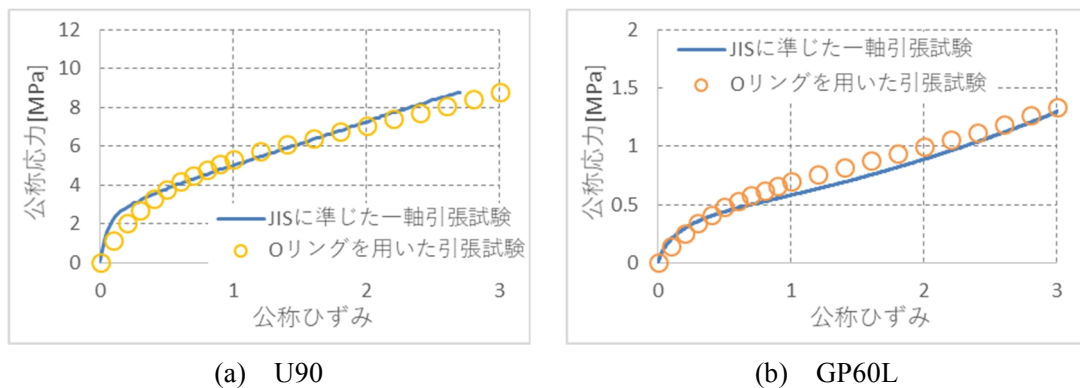 12
10
8
6
4
2
0
0
1
2
3
公称応力[MPa]
公称ひずみ
JISに準じた一軸引張試験
Oリングを用いた引張試験
(a) U90
2
1.5
1
0.5
0
0
1
2
3
公称応力[MPa]
公称ひずみ
JISに準じた一軸引張試験
Oリングを用いた引張試験
(b) GP60L